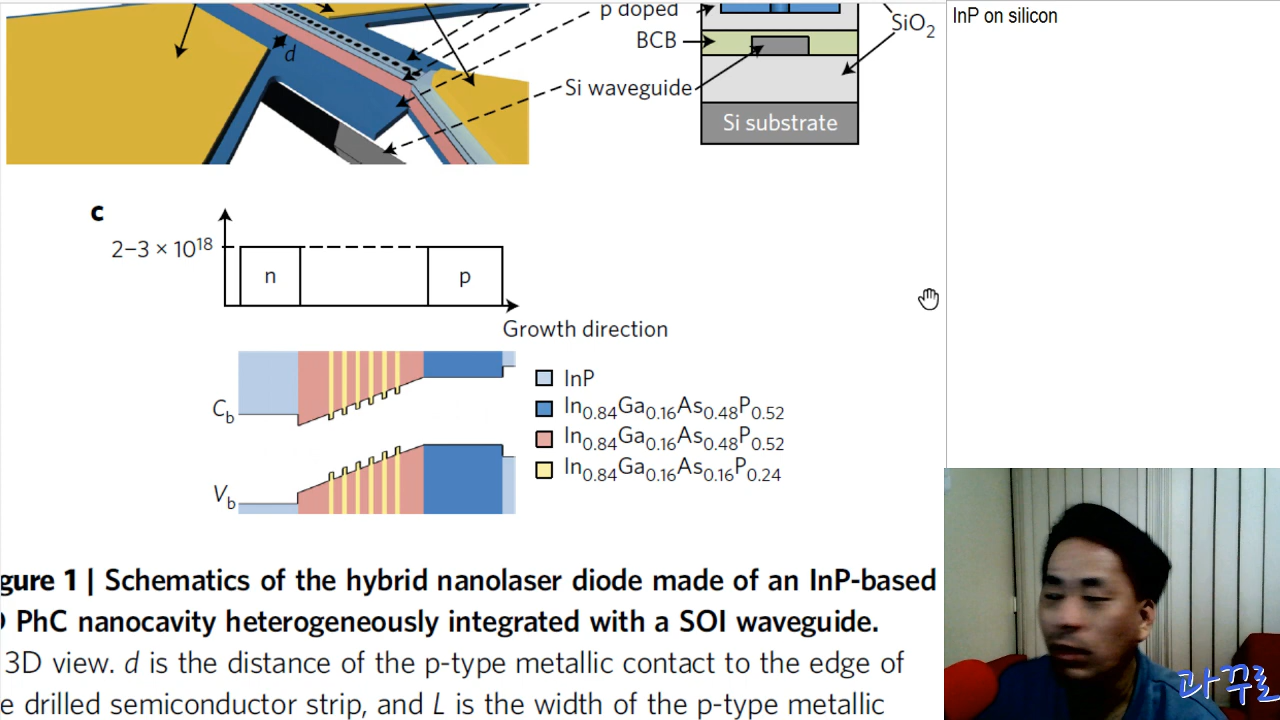 p doped
BCB
SiO2
d
Si waveguide
Si substrate
c
2–3 × 10^18
n
p
Growth direction
Cb
Vb
InP
In0.84Ga0.16As0.48P0.52
In0.84Ga0.16As0.48P0.52
In0.84Ga0.16As0.16P0.24
gure 1 | Schematics of the hybrid nanolaser diode made of an InP-based
PhC nanocavity heterogeneously integrated with a SOI waveguide.
3D view. d is the distance of the p-type metallic contact to the edge of
e drilled semiconductor strip, and L is the width of the p-type metallic
InP on silicon
과꾸로